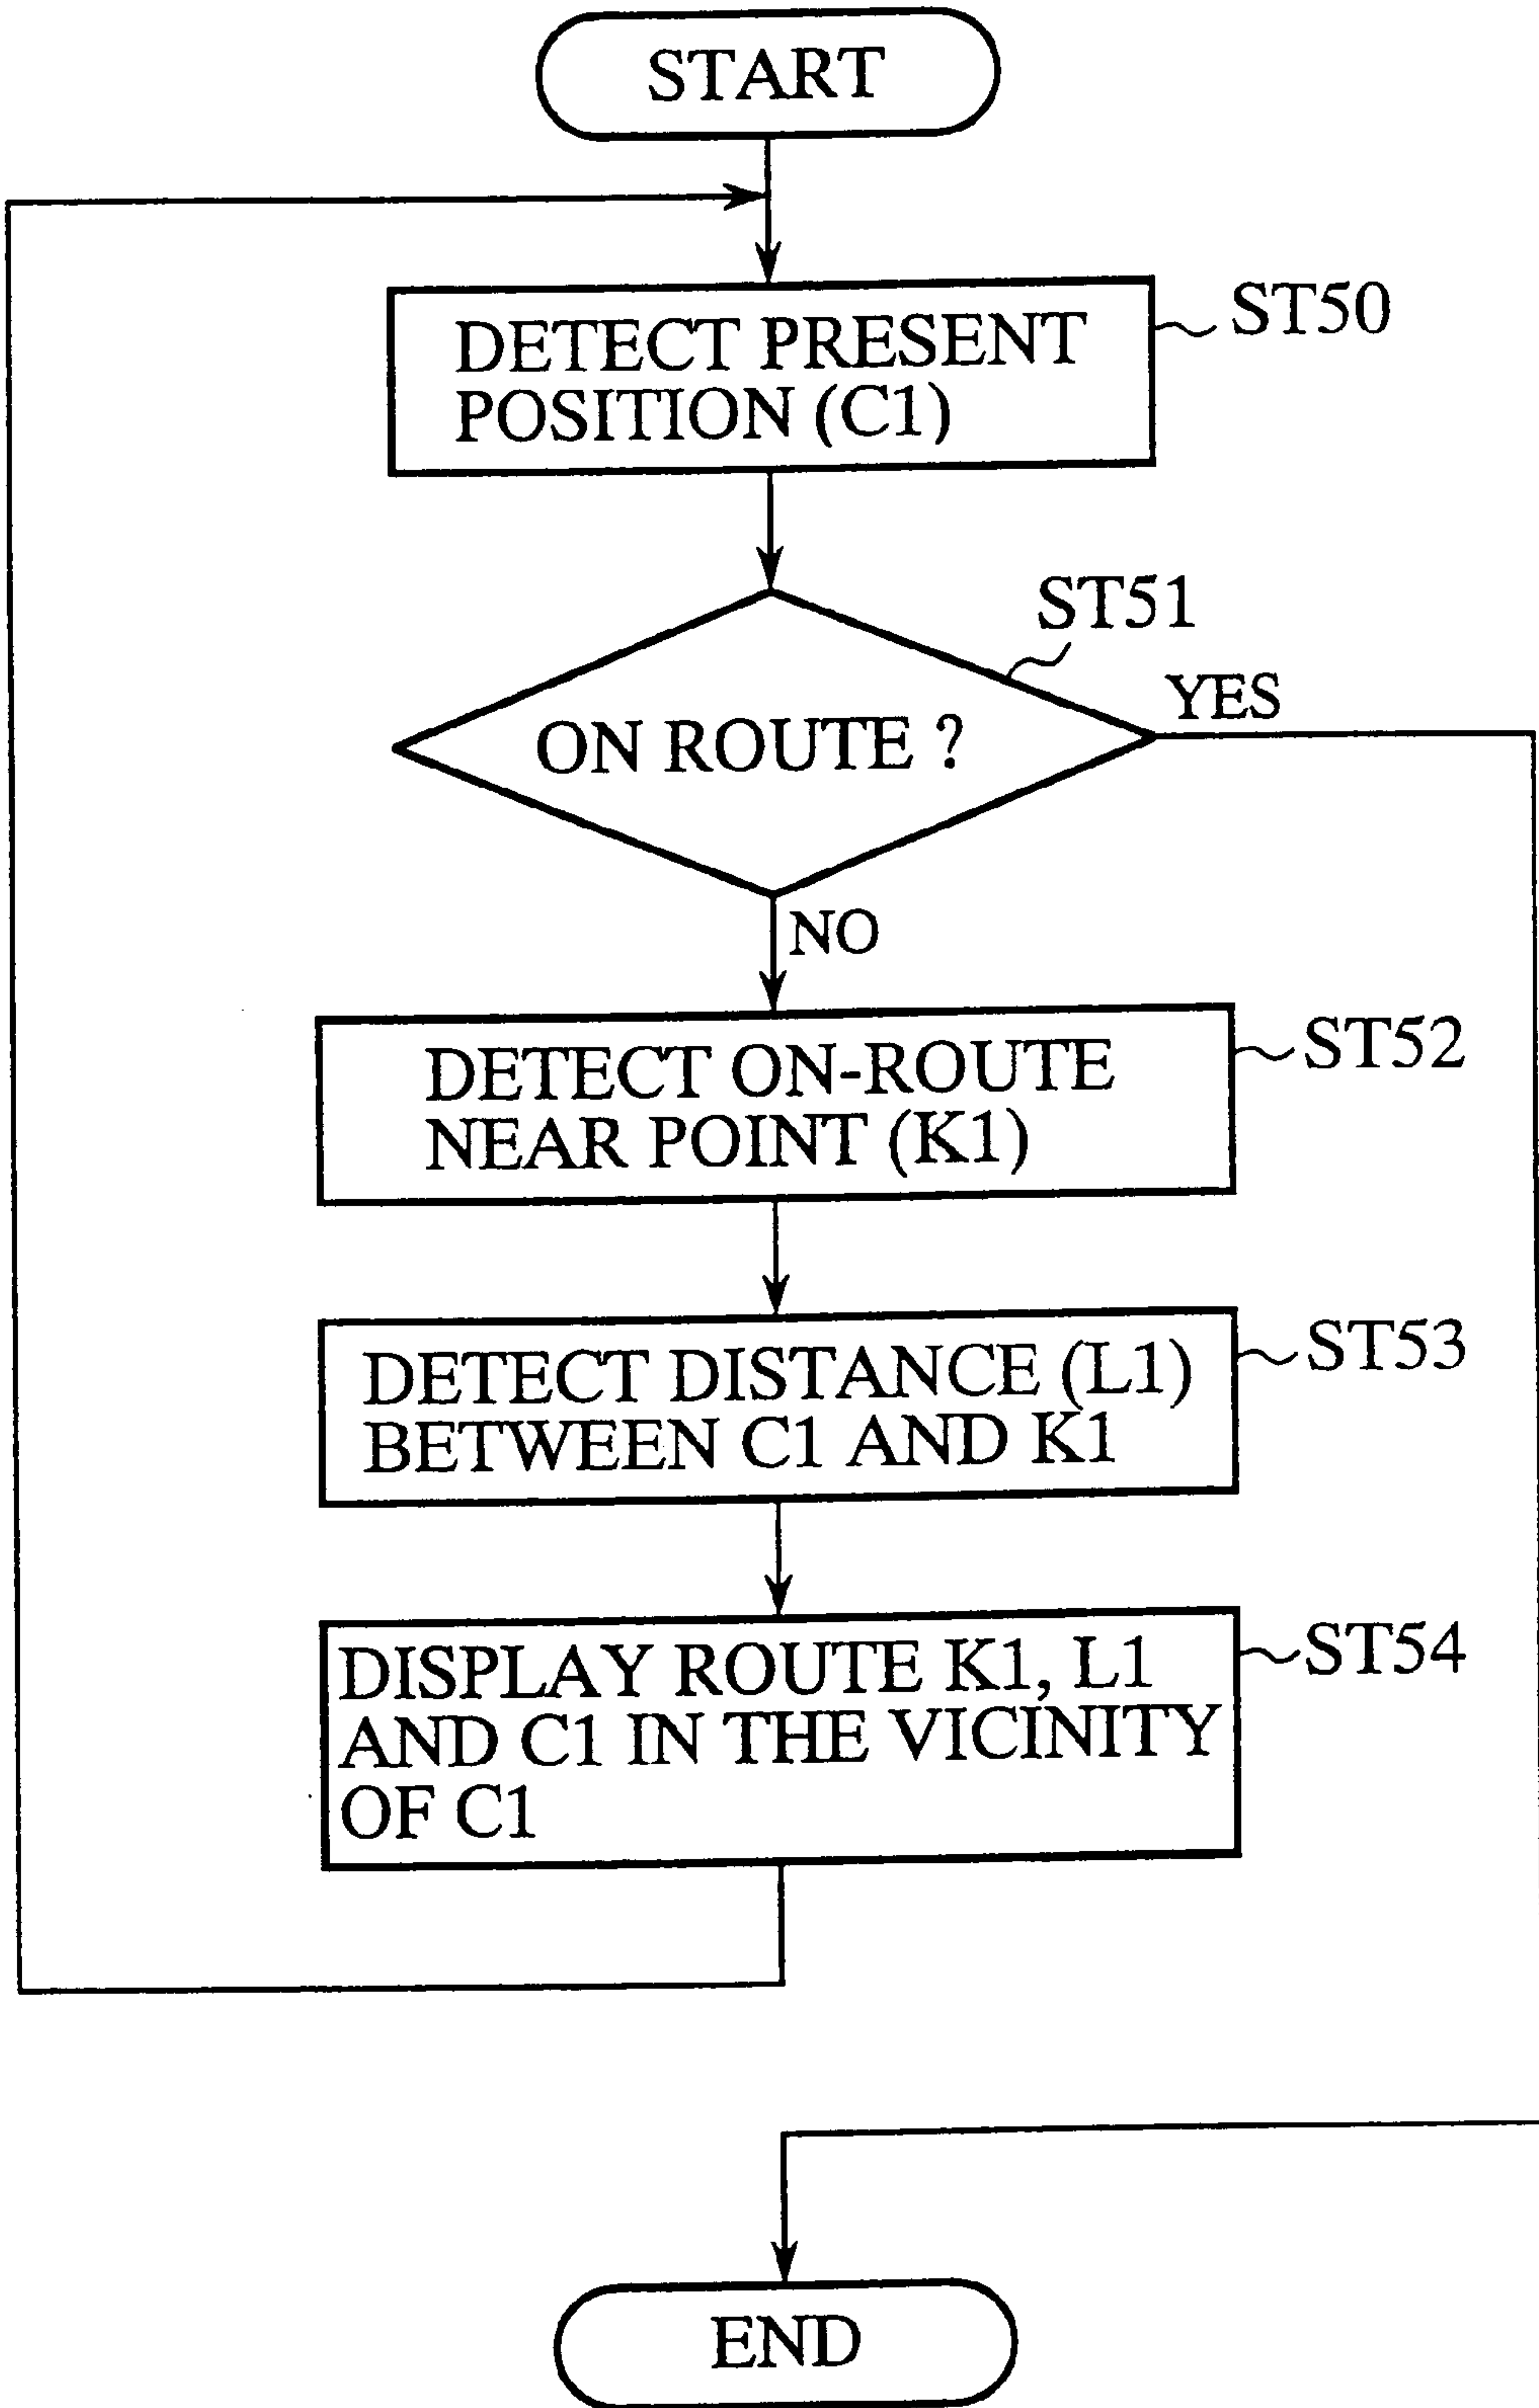 START
DETECT PRESENT
POSITION (C1)
ST50
ST51
YES
ON ROUTE ?
NO
DETECT ON-ROUTE
NEAR POINT (K1)
ST52
DETECT DISTANCE (L1)
BETWEEN C1 AND K1
ST53
DISPLAY ROUTE K1, L1
AND C1 IN THE VICINITY
OF C1
ST54
END